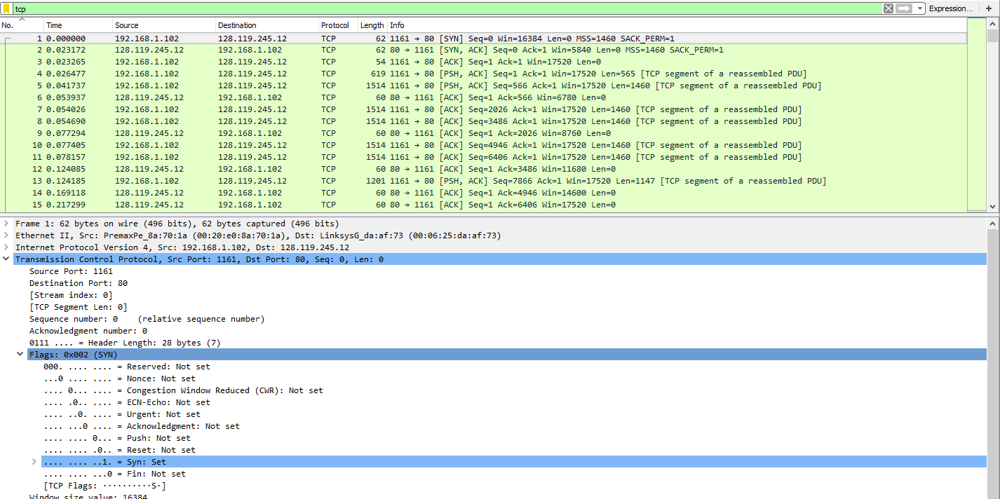 tcp Expression... +
No. Time Source Destination Protocol Length Info
1 0.000000 192.168.1.102 128.119.245.12 TCP 62 1161 → 80 [SYN] Seq=0 Win=16384 Len=0 MSS=1460 SACK_PERM=1
2 0.023172 128.119.245.12 192.168.1.102 TCP 62 80 → 1161 [SYN, ACK] Seq=0 Ack=1 Win=5840 Len=0 MSS=1460 SACK_PERM=1
3 0.023265 192.168.1.102 128.119.245.12 TCP 54 1161 → 80 [ACK] Seq=1 Ack=1 Win=17520 Len=0
4 0.026477 192.168.1.102 128.119.245.12 TCP 619 1161 → 80 [PSH, ACK] Seq=1 Ack=1 Win=17520 Len=565 [TCP segment of a reassembled PDU]
5 0.041737 192.168.1.102 128.119.245.12 TCP 1514 1161 → 80 [PSH, ACK] Seq=566 Ack=1 Win=17520 Len=1460 [TCP segment of a reassembled PDU]
6 0.053937 128.119.245.12 192.168.1.102 TCP 60 80 → 1161 [ACK] Seq=1 Ack=566 Win=6780 Len=0
7 0.054026 192.168.1.102 128.119.245.12 TCP 1514 1161 → 80 [ACK] Seq=2026 Ack=1 Win=17520 Len=1460 [TCP segment of a reassembled PDU]
8 0.054690 192.168.1.102 128.119.245.12 TCP 1514 1161 → 80 [ACK] Seq=3486 Ack=1 Win=17520 Len=1460 [TCP segment of a reassembled PDU]
9 0.077294 128.119.245.12 192.168.1.102 TCP 60 80 → 1161 [ACK] Seq=1 Ack=2026 Win=8760 Len=0
10 0.077405 192.168.1.102 128.119.245.12 TCP 1514 1161 → 80 [ACK] Seq=4946 Ack=1 Win=17520 Len=1460 [TCP segment of a reassembled PDU]
11 0.078157 192.168.1.102 128.119.245.12 TCP 1514 1161 → 80 [ACK] Seq=6406 Ack=1 Win=17520 Len=1460 [TCP segment of a reassembled PDU]
12 0.124085 128.119.245.12 192.168.1.102 TCP 60 80 → 1161 [ACK] Seq=1 Ack=3486 Win=11680 Len=0
13 0.124185 192.168.1.102 128.119.245.12 TCP 1201 1161 → 80 [PSH, ACK] Seq=7866 Ack=1 Win=17520 Len=1147 [TCP segment of a reassembled PDU]
14 0.169118 128.119.245.12 192.168.1.102 TCP 60 80 → 1161 [ACK] Seq=1 Ack=4946 Win=14600 Len=0
15 0.217299 128.119.245.12 192.168.1.102 TCP 60 80 → 1161 [ACK] Seq=1 Ack=6406 Win=17520 Len=0
Frame 1: 62 bytes on wire (496 bits), 62 bytes captured (496 bits)
Ethernet II, Src: PremaxPe_8a:70:1a (00:20:e0:8a:70:1a), Dst: LinksysG_da:af:73 (00:06:25:da:af:73)
Internet Protocol Version 4, Src: 192.168.1.102, Dst: 128.119.245.12
Transmission Control Protocol, Src Port: 1161, Dst Port: 80, Seq: 0, Len: 0
Source Port: 1161
Destination Port: 80
[Stream index: 0]
[TCP Segment Len: 0]
Sequence number: 0 (relative sequence number)
Acknowledgment number: 0
0111 .... = Header Length: 28 bytes (7)
Flags: 0x002 (SYN)
000. .... .... = Reserved: Not set
...0 .... .... = Nonce: Not set
.... 0... .... = Congestion Window Reduced (CWR): Not set
.... .0.. .... = ECN-Echo: Not set
.... ..0. .... = Urgent: Not set
.... ...0 .... = Acknowledgment: Not set
.... .... 0... = Push: Not set
.... .... .0.. = Reset: Not set
.... .... ..1. = Syn: Set
.... .... ...0 = Fin: Not set
[TCP Flags: ··········S·]
Window size value: 16384